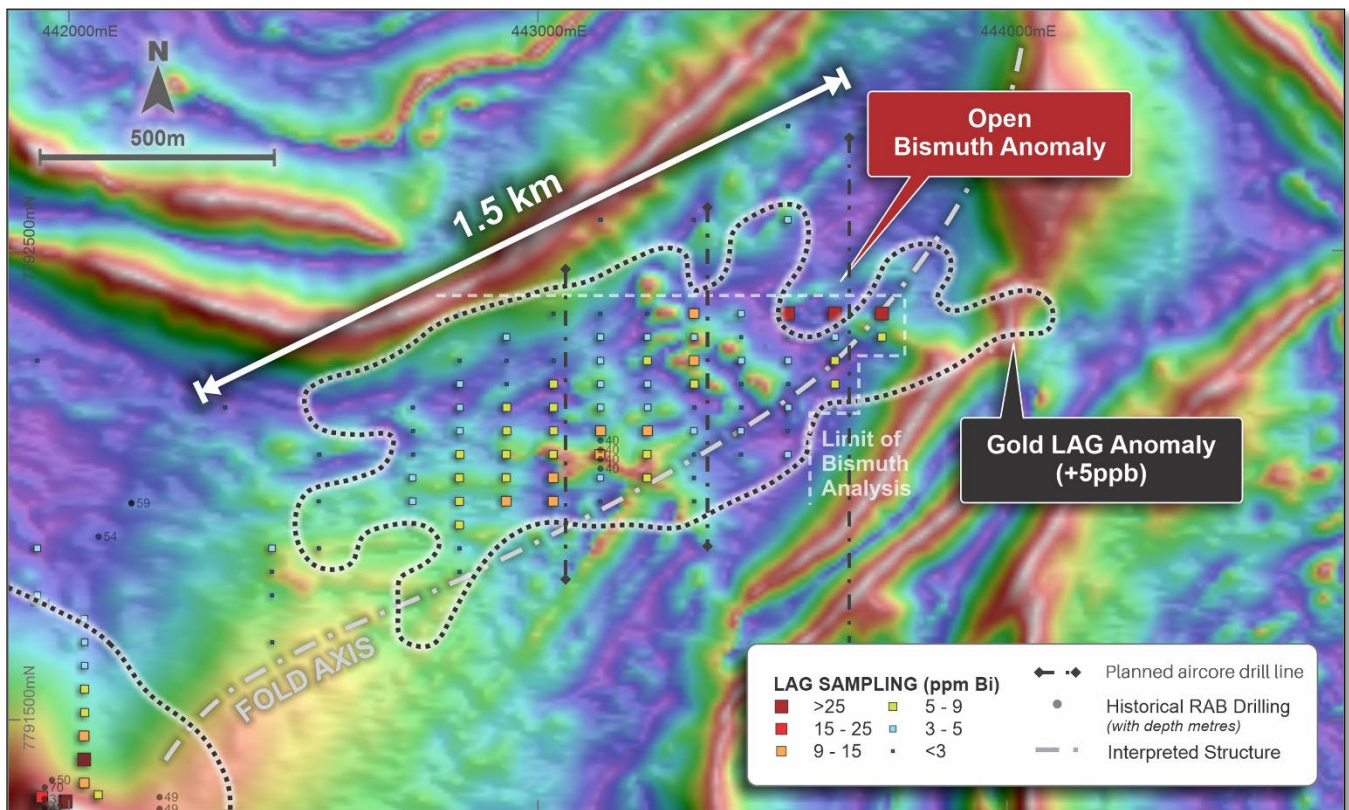 442000mE
443000mE
444000mE
N
500m
1.5 km
Open
Bismuth Anomaly
7792500mN
Limit of
Bismuth
Analysis
Gold LAG Anomaly
(+5ppb)
40
40
59
54
FOLD AXIS
7791500mN
50
70
49
49
LAG SAMPLING (ppm Bi)
>25
15 - 25
9 - 15
5 - 9
3 - 5
<3
Planned aircore drill line
Historical RAB Drilling
(with depth metres)
Interpreted Structure